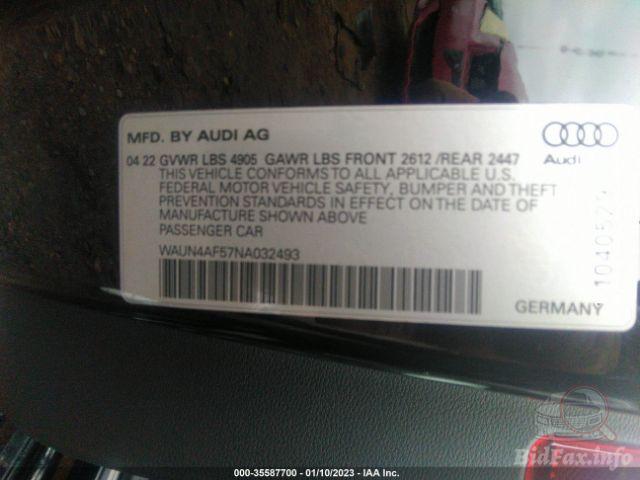 MFD. BY AUDI AG
04 22 GVWR LBS 4905 GAWR LBS FRONT 2612 /REAR 2447
THIS VEHICLE CONFORMS TO ALL APPLICABLE U.S.
FEDERAL MOTOR VEHICLE SAFETY, BUMPER AND THEFT
PREVENTION STANDARDS IN EFFECT ON THE DATE OF
MANUFACTURE SHOWN ABOVE
PASSENGER CAR
WAUN4AF57NA032493
Audi
GERMANY
000-35587700 - 01/10/2023 - IAA Inc.
BidFax.info